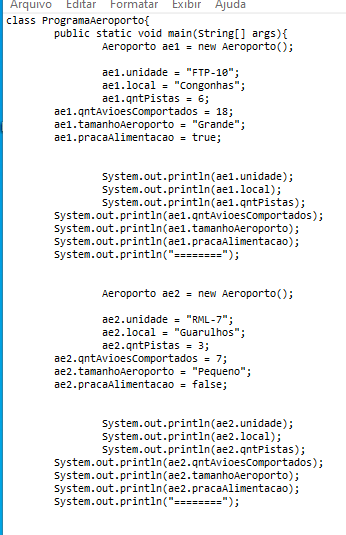 Arquivo Editar Formatar Exibir Ajuda
class ProgramaAeroporto{
public static void main(String[] args){
Aeroporto ae1 = new Aeroporto();
ae1.unidade = "FTP-10";
ae1.local = "Congonhas";
ae1.qntPistas = 6;
ae1.qntAvioesComportados = 18;
ae1.tamanhoAeroporto = "Grande";
ae1.pracaAlimentacao = true;
System.out.println(ae1.unidade);
System.out.println(ae1.local);
System.out.println(ae1.qntPistas);
System.out.println(ae1.qntAvioesComportados);
System.out.println(ae1.tamanhoAeroporto);
System.out.println(ae1.pracaAlimentacao);
System.out.println("========");
Aeroporto ae2 = new Aeroporto();
ae2.unidade = "RML-7";
ae2.local = "Guarulhos";
ae2.qntPistas = 3;
ae2.qntAvioesComportados = 7;
ae2.tamanhoAeroporto = "Pequeno";
ae2.pracaAlimentacao = false;
System.out.println(ae2.unidade);
System.out.println(ae2.local);
System.out.println(ae2.qntPistas);
System.out.println(ae2.qntAvioesComportados);
System.out.println(ae2.tamanhoAeroporto);
System.out.println(ae2.pracaAlimentacao);
System.out.println("========");